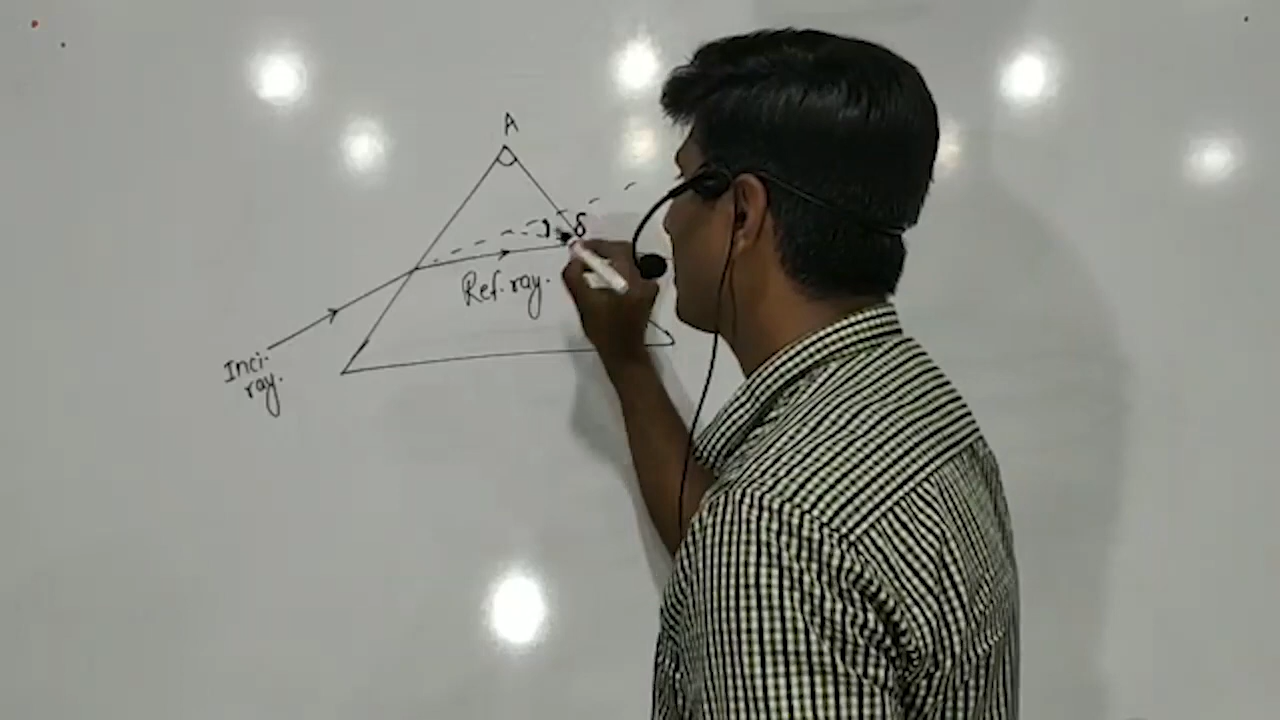 A
δ
Ref. ray.
Inci.
ray.